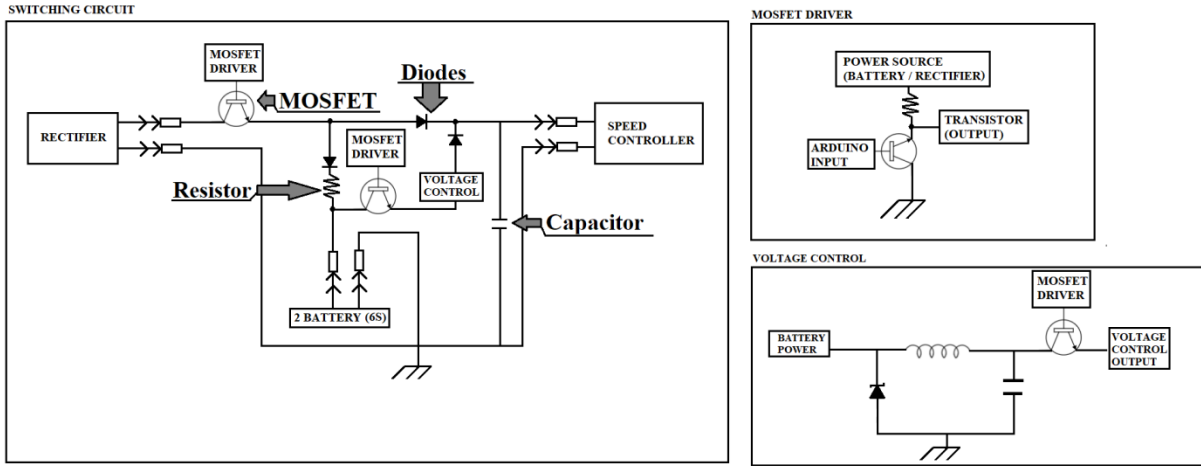 SWITCHING CIRCUIT
MOSFET
DRIVER
MOSFET
Diodes
RECTIFIER
MOSFET
DRIVER
SPEED
CONTROLLER
Resistor
VOLTAGE
CONTROL
Capacitor
2 BATTERY (6S)
MOSFET DRIVER
POWER SOURCE
(BATTERY / RECTIFIER)
TRANSISTOR
(OUTPUT)
ARDUINO
INPUT
VOLTAGE CONTROL
MOSFET
DRIVER
BATTERY
POWER
VOLTAGE
CONTROL
OUTPUT